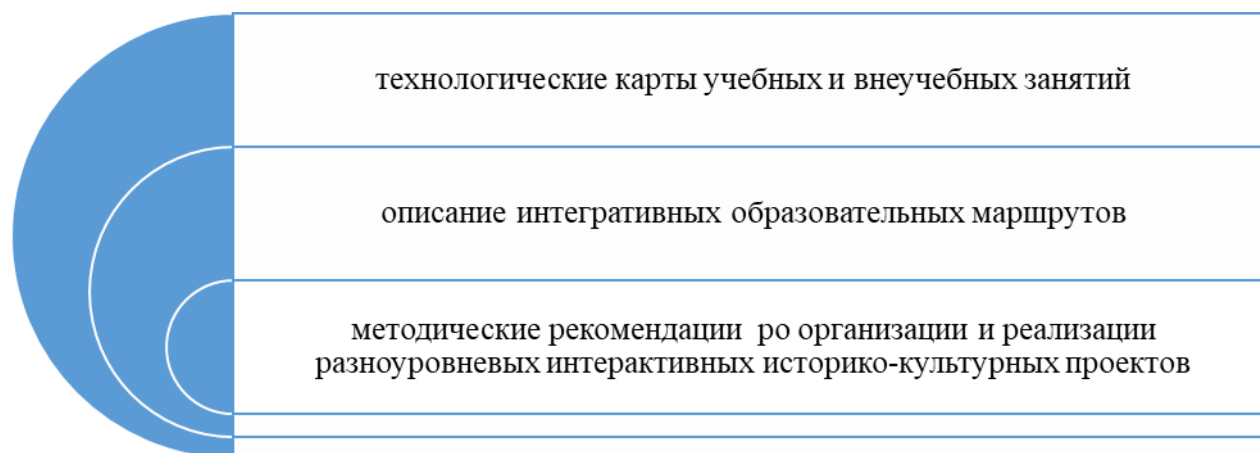 технологические карты учебных и внеучебных занятий
описание интегративных образовательных маршрутов
методические рекомендации ро организации и реализации
разноуровневых интерактивных историко-культурных проектов